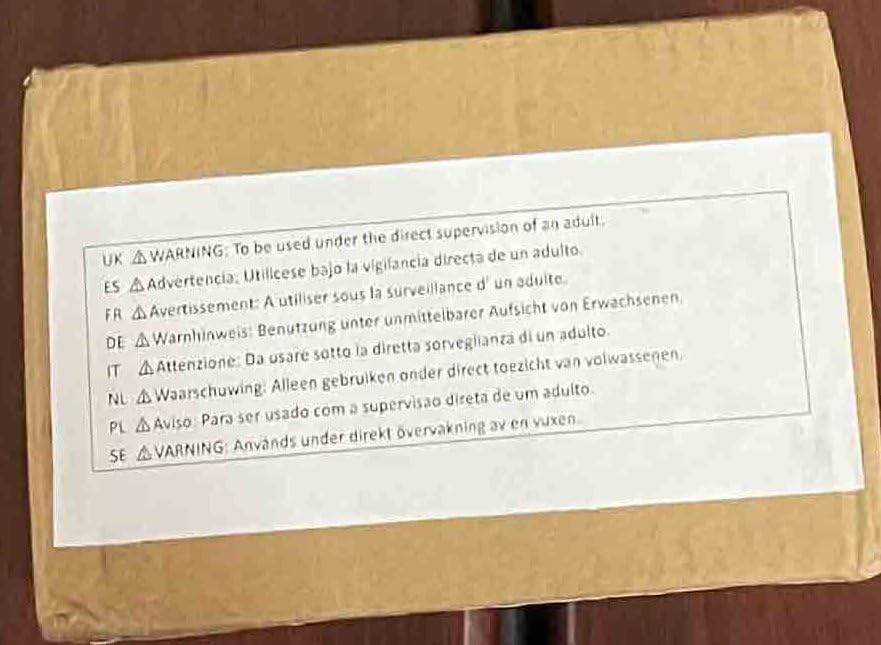 UK ⚠WARNING: To be used under the direct supervision of an adult.
ES ⚠Advertencia: Utilicese bajo la vigilancia directa de un adulto.
FR ⚠Avertissement: A utiliser sous la surveillance d' un adulte.
DE ⚠Warnhinweis: Benutzung unter unmittelbarer Aufsicht von Erwachsenen.
IT ⚠Attenzione: Da usare sotto la diretta sorveglianza di un adulto.
NL ⚠Waarschuwing: Alleen gebruiken onder direct toezicht van volwassenen.
PL ⚠Aviso: Para ser usado com a supervisao direta de um adulto.
SE ⚠VARNING: Används under direkt övervakning av en vuxen.